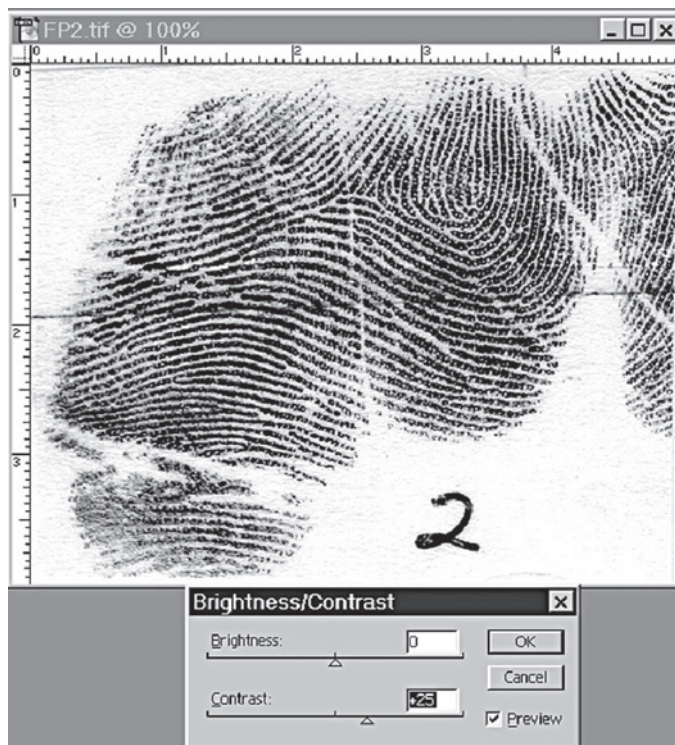 FP2.tif @ 100%
0 1 2 3 4
0
1
2
3
2
Brightness/Contrast
Brightness: 0
OK
Cancel
Contrast: +25
Preview